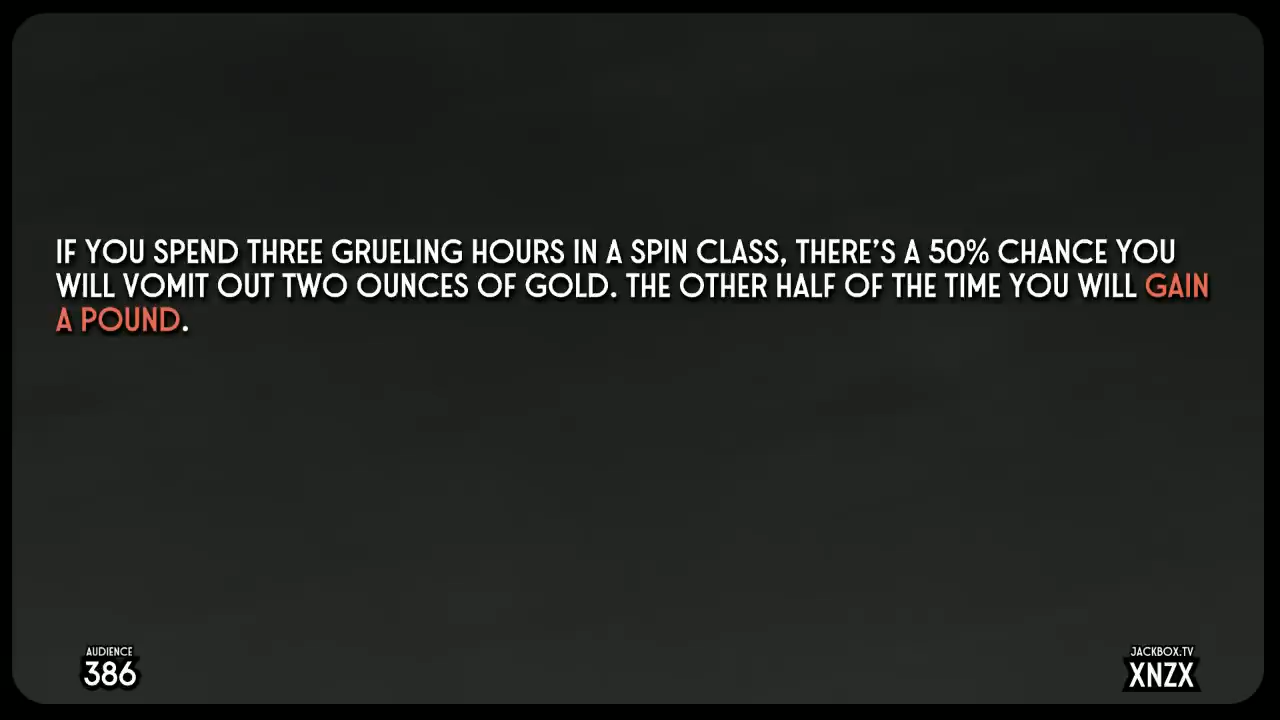 IF YOU SPEND THREE GRUELING HOURS IN A SPIN CLASS, THERE'S A 50% CHANCE YOU
WILL VOMIT OUT TWO OUNCES OF GOLD. THE OTHER HALF OF THE TIME YOU WILL GAIN
A POUND.
AUDIENCE
386
JACKBOX.TV
XNZX